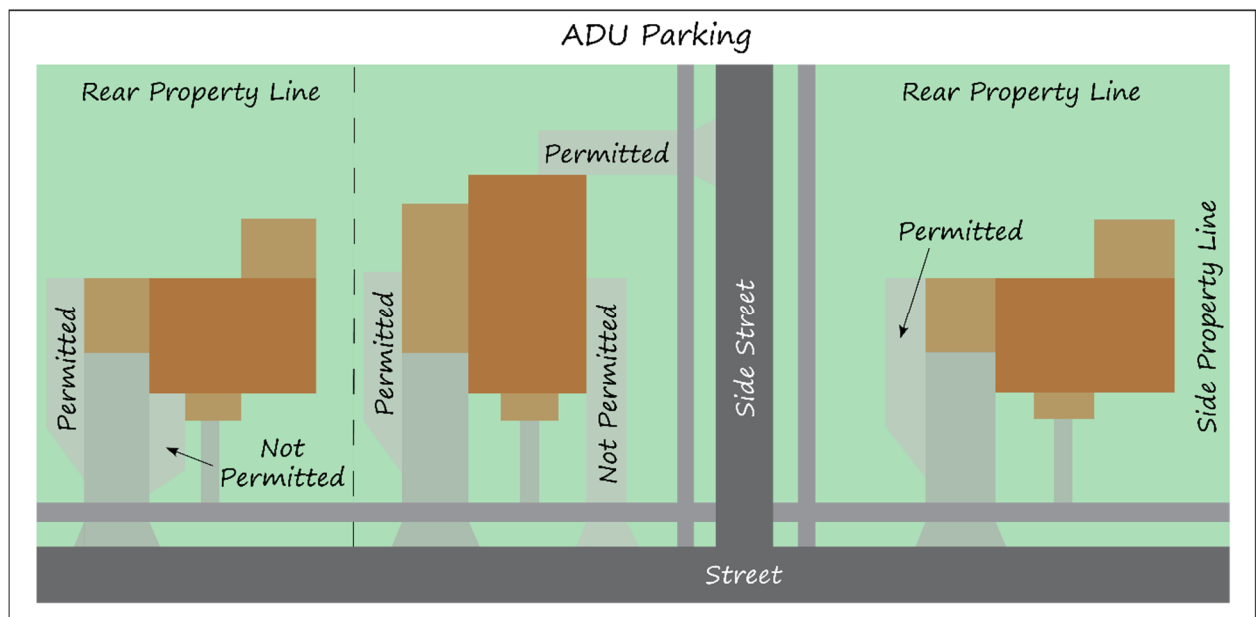 ADU Parking
Rear Property Line
Rear Property Line
Permitted
Permitted
Permitted
Permitted
Not Permitted
Side Street
Side Property Line
Not
Permitted
Street